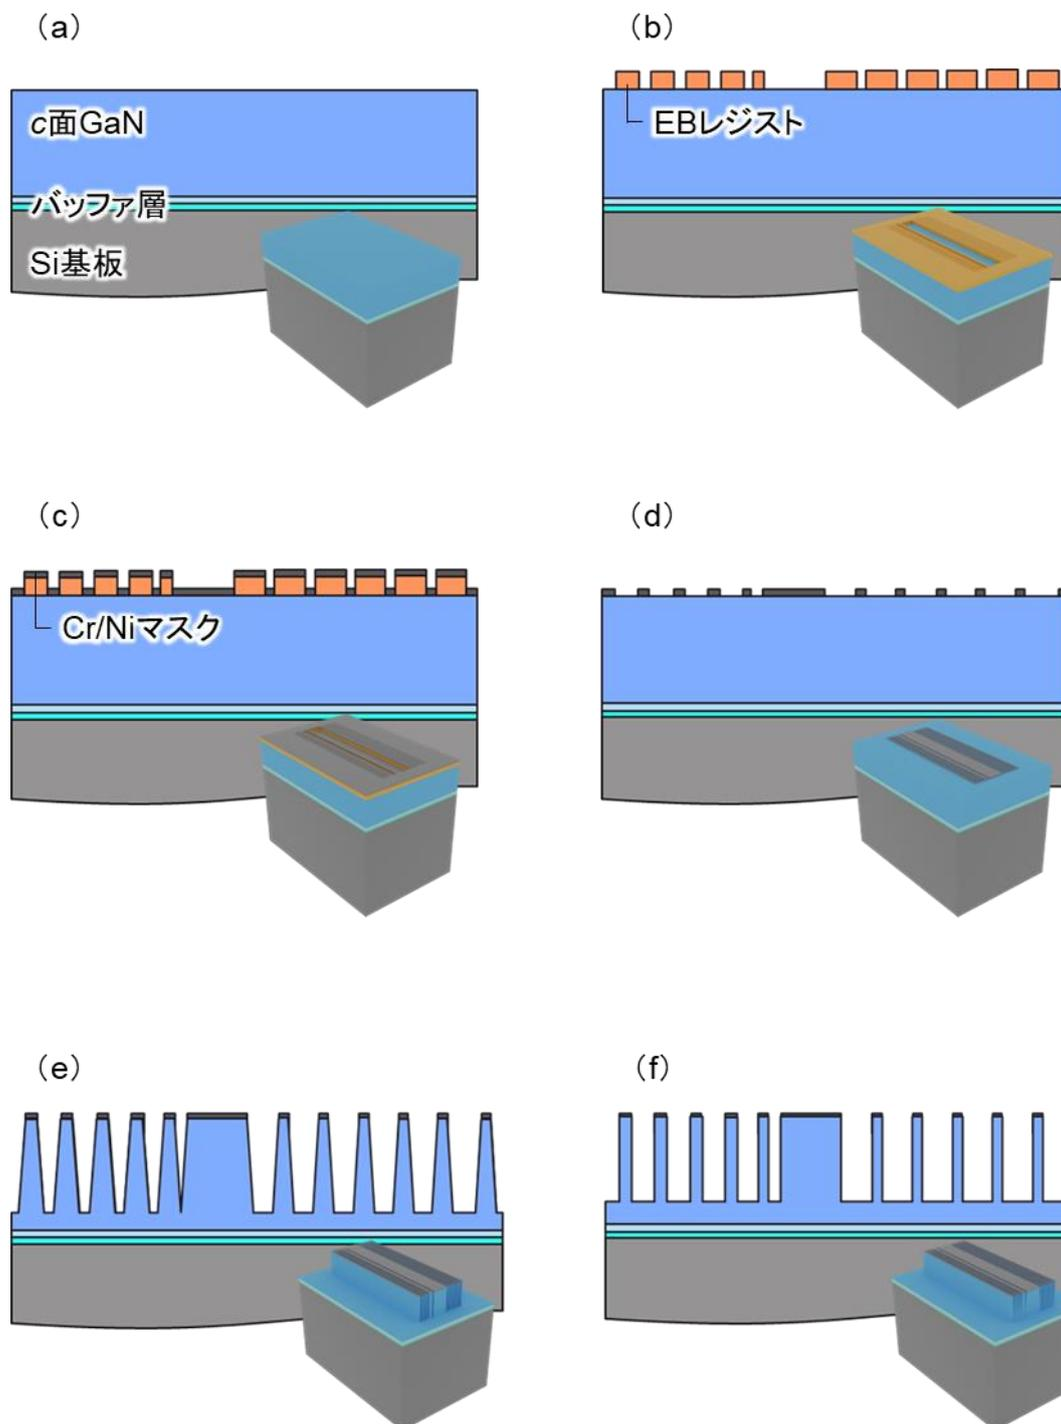 （a）
c面GaN
バッファ層
Si基板
（b）
EBレジスト
（c）
Cr/Niマスク
（d）
（e）
（f）